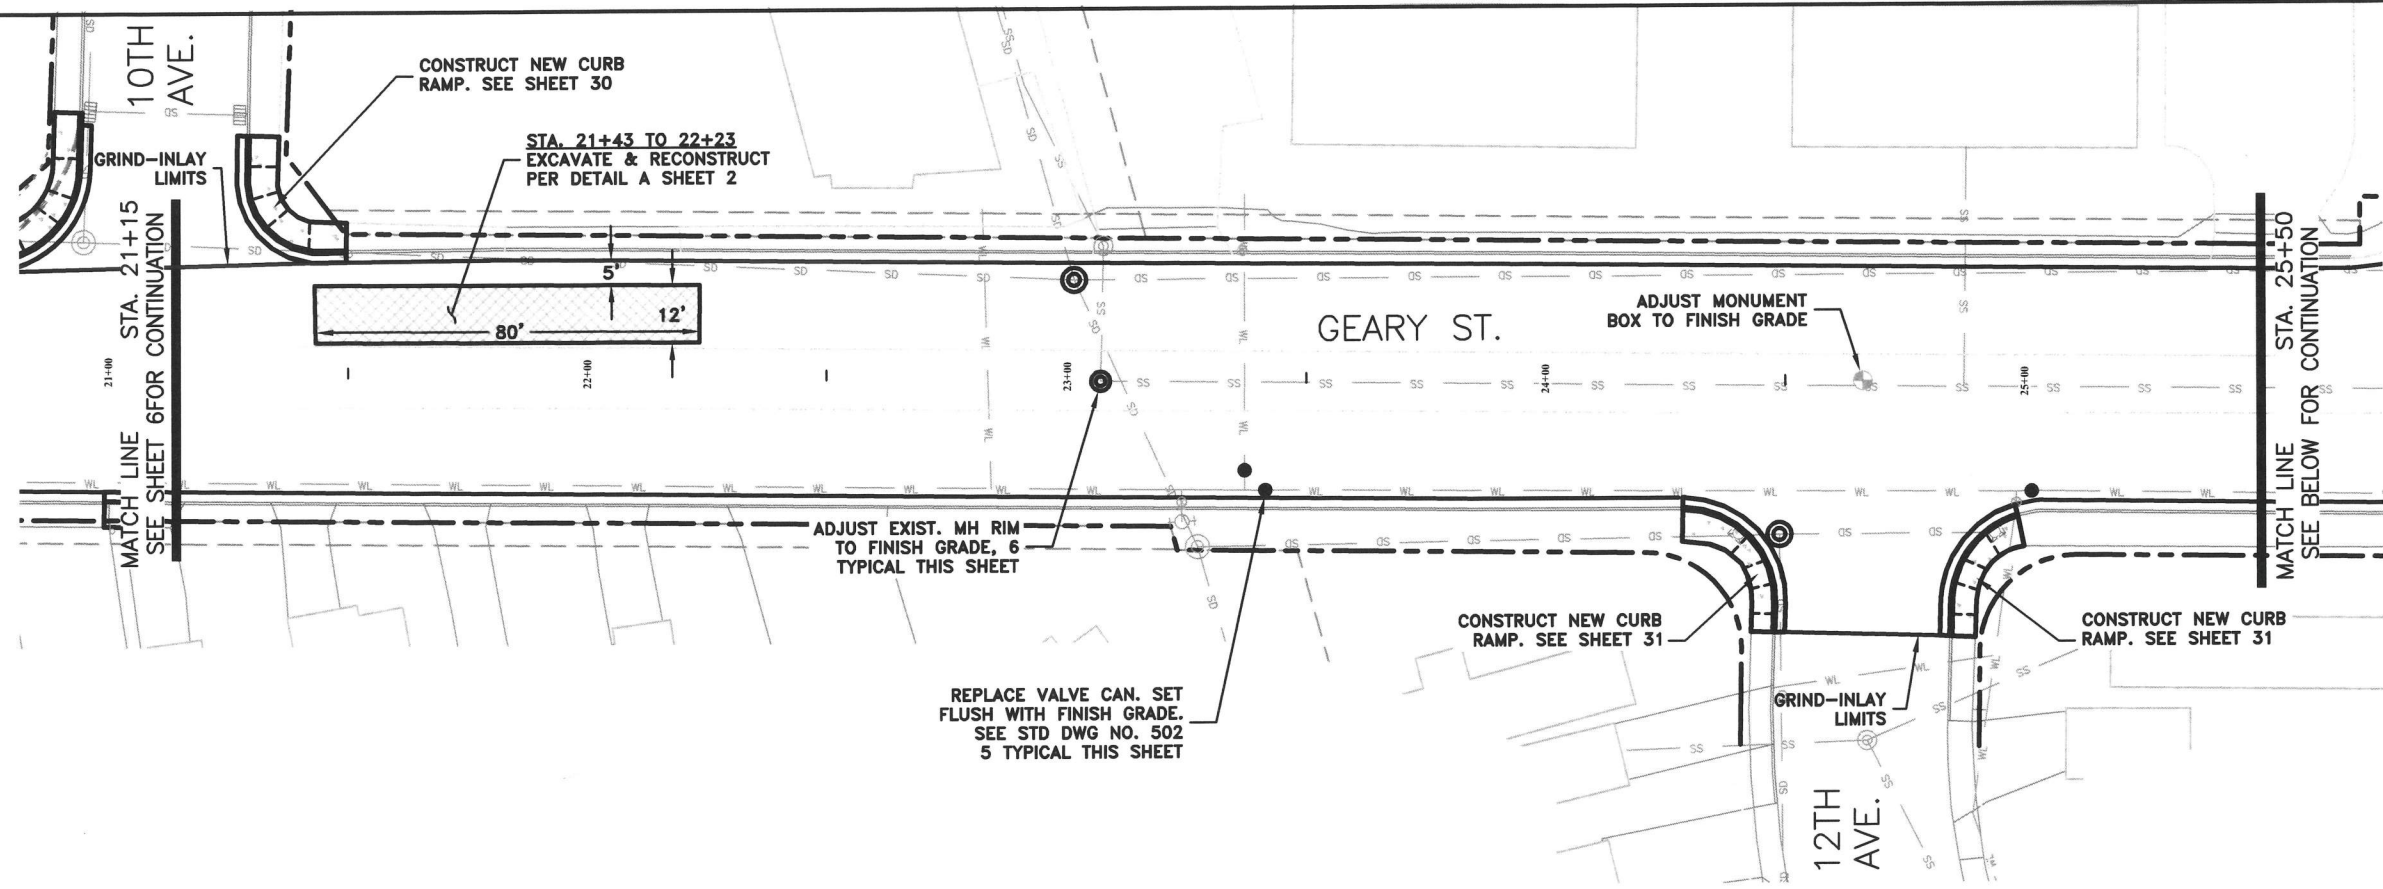 10TH
AVE.
CONSTRUCT NEW CURB
RAMP. SEE SHEET 30
STA. 21+43 TO 22+23
EXCAVATE & RECONSTRUCT
PER DETAIL A SHEET 2
GRIND-INLAY
LIMITS
MATCH LINE STA. 21+15
SEE SHEET 6FOR CONTINUATION
5'
12'
80'
GEARY ST.
ADJUST MONUMENT
BOX TO FINISH GRADE
MATCH LINE STA. 25+50
SEE BELOW FOR CONTINUATION
21+00
22+00
23+00
24+00
25+00
ADJUST EXIST. MH RIM
TO FINISH GRADE, 6
TYPICAL THIS SHEET
REPLACE VALVE CAN. SET
FLUSH WITH FINISH GRADE.
SEE STD DWG NO. 502
5 TYPICAL THIS SHEET
CONSTRUCT NEW CURB
RAMP. SEE SHEET 31
CONSTRUCT NEW CURB
RAMP. SEE SHEET 31
GRIND-INLAY
LIMITS
12TH
AVE.
SD
SS
WL